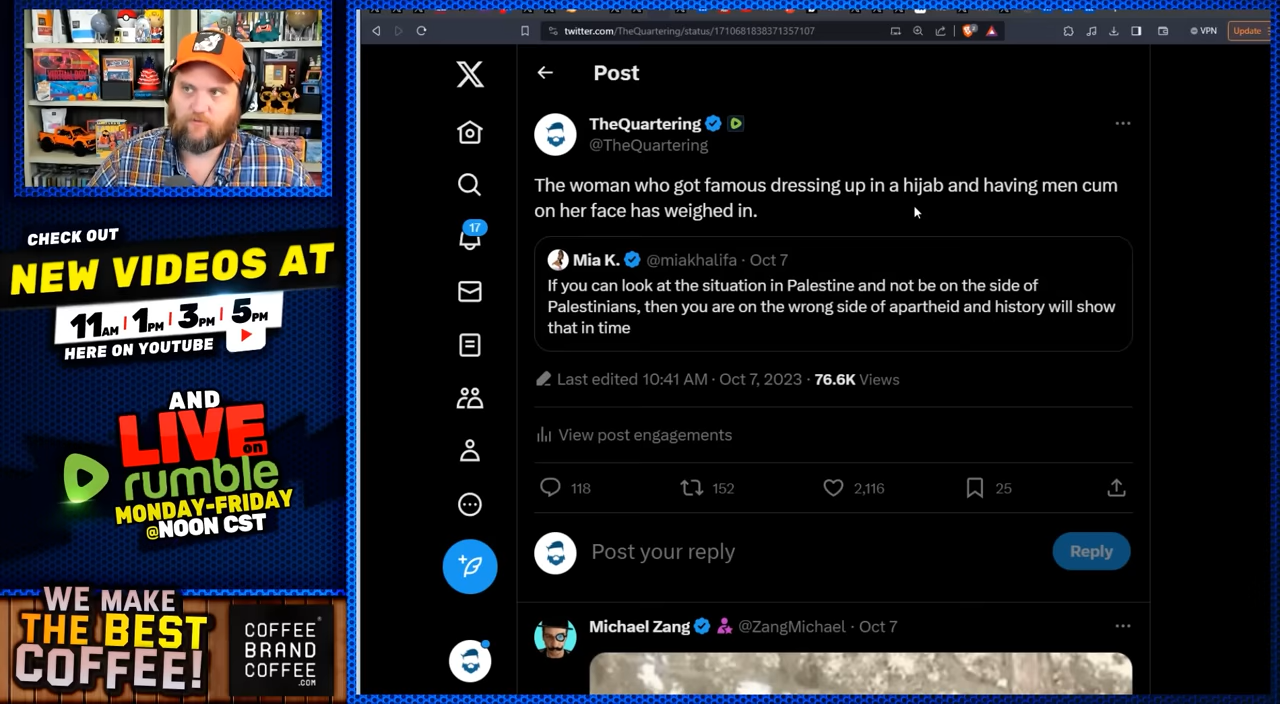 twitter.com/TheQuartering/status/1710681838371357107
VPN
Update
Post
TheQuartering
@TheQuartering
The woman who got famous dressing up in a hijab and having men cum
on her face has weighed in.
Mia K. @miakhalifa · Oct 7
If you can look at the situation in Palestine and not be on the side of
Palestinians, then you are on the wrong side of apartheid and history will show
that in time
Last edited 10:41 AM · Oct 7, 2023 · 76.6K Views
View post engagements
118 152 2,116 25
Post your reply
Reply
Michael Zang @ZangMichael · Oct 7
17
CHECK OUT
NEW VIDEOS AT
11AM | 1PM | 3PM | 5PM
HERE ON YOUTUBE
AND
LIVE on
rumble
MONDAY-FRIDAY
@NOON CST
WE MAKE
THE BEST
COFFEE!
COFFEE
BRAND
COFFEE
.COM